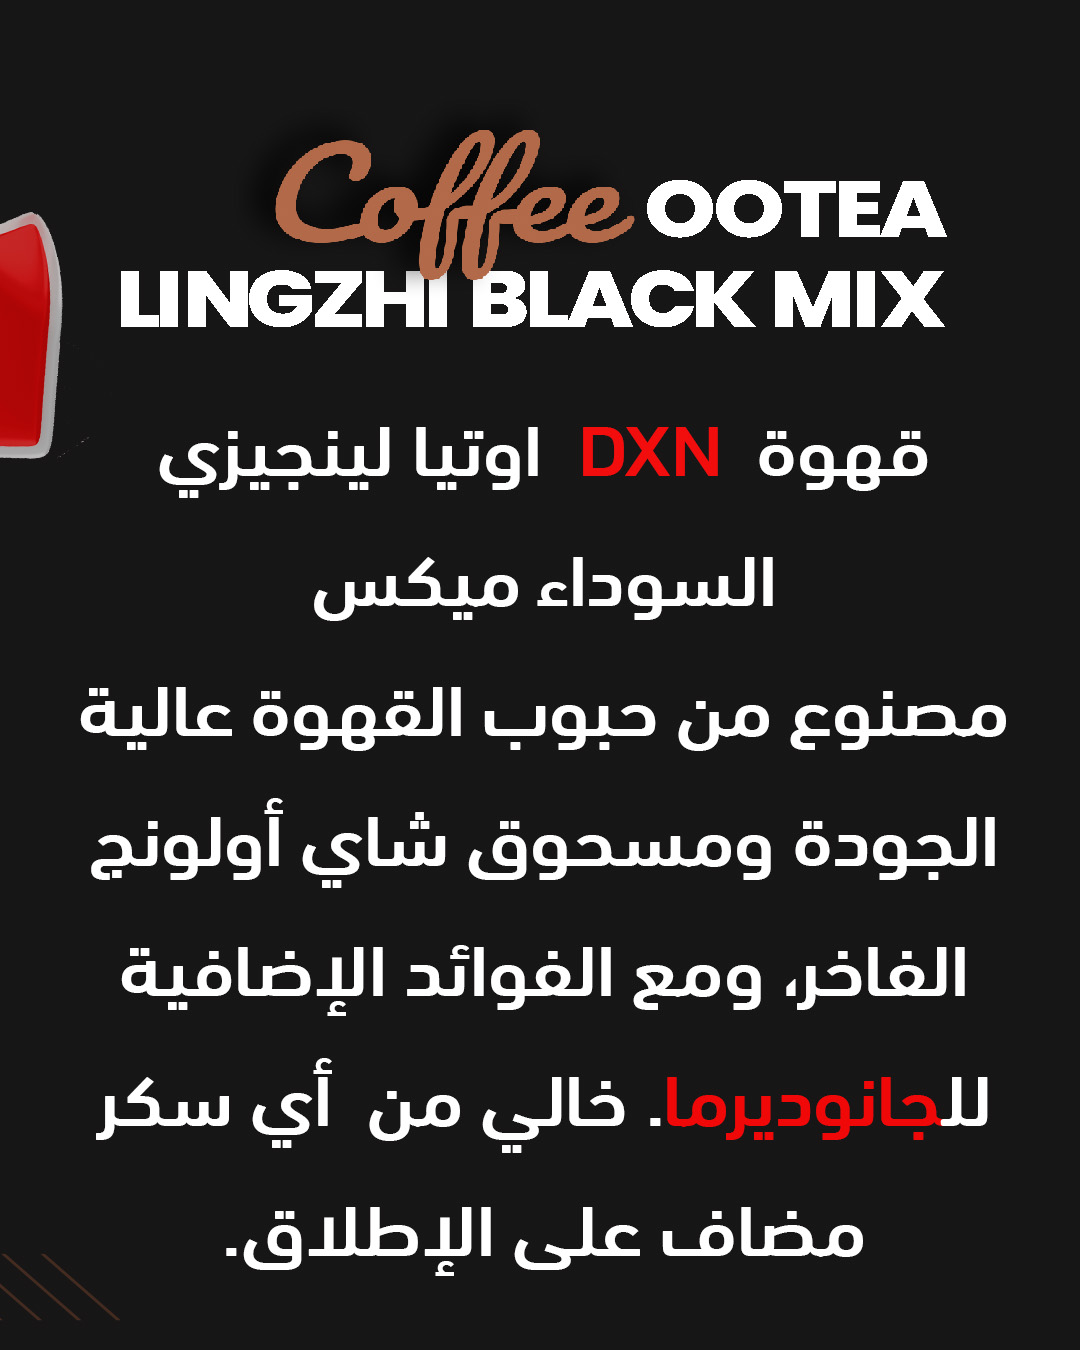 Coffee OOTEA
LINGZHI BLACK MIX
قهوة DXN اوتيا لينجيزي
السوداء ميكس
مصنوع من حبوب القهوة عالية
الجودة ومسحوق شاي أولونج
الفاخر، ومع الفوائد الإضافية
للجانوديرما. خالي من أي سكر
مضاف على الإطلاق.